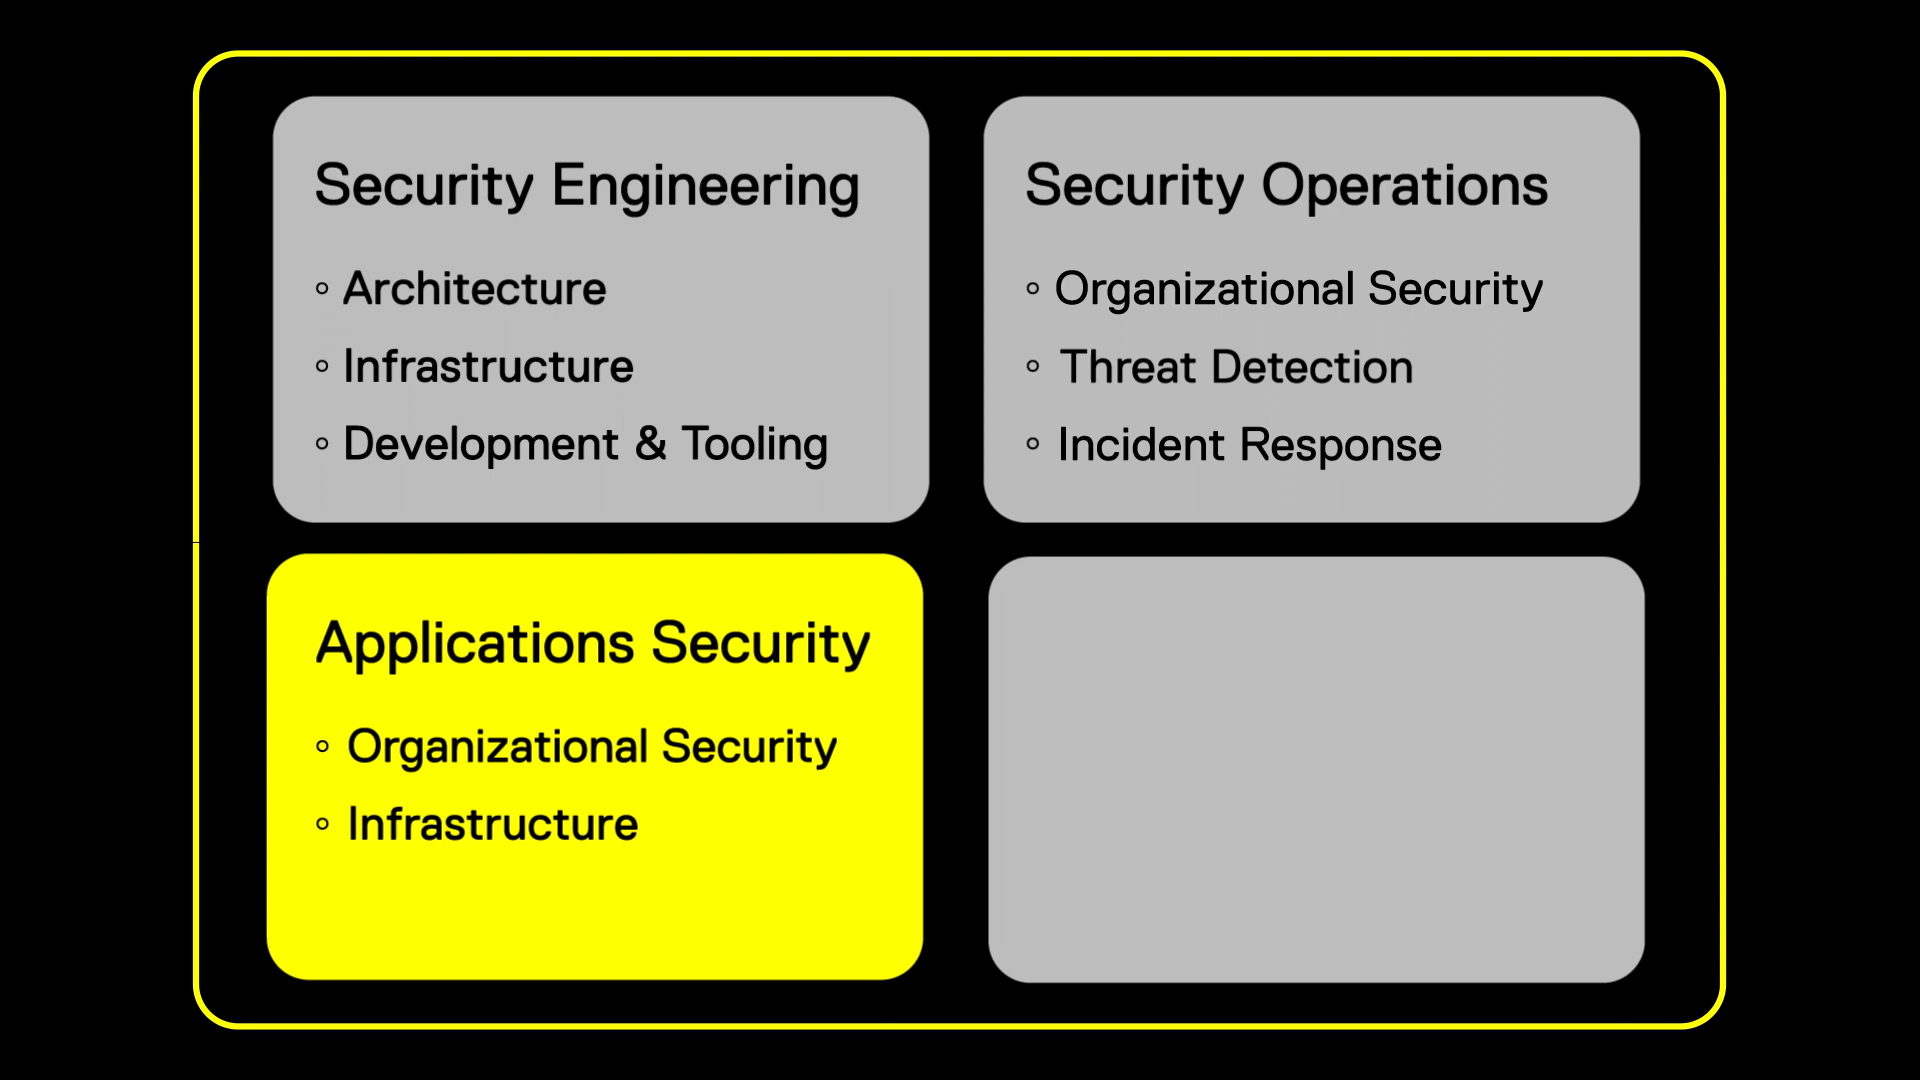 Security Engineering
◦ Architecture
◦ Infrastructure
◦ Development & Tooling
Security Operations
◦ Organizational Security
◦ Threat Detection
◦ Incident Response
Applications Security
◦ Organizational Security
◦ Infrastructure